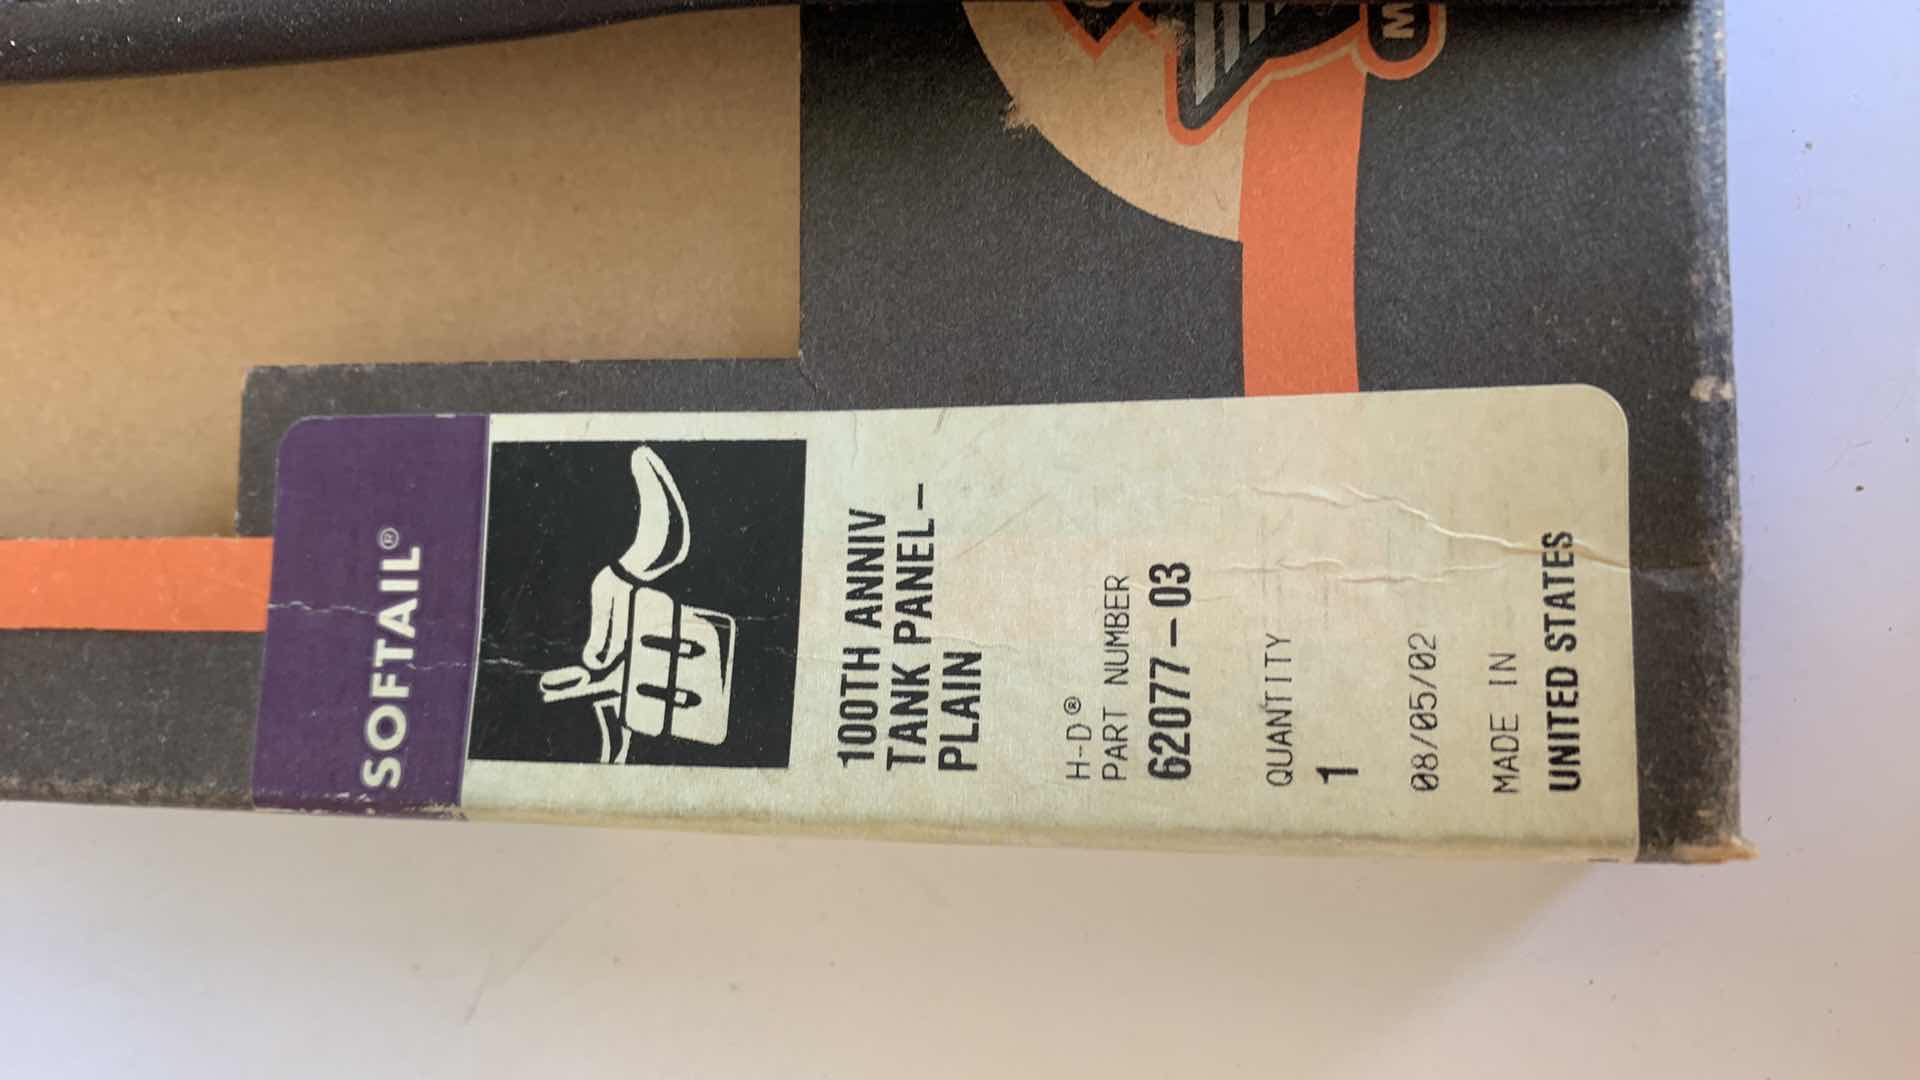 SOFTAIL®
100TH ANNIV
TANK PANEL-
PLAIN
H-D®
PART NUMBER
62077-03
QUANTITY
1
08/05/02
MADE IN
UNITED STATES